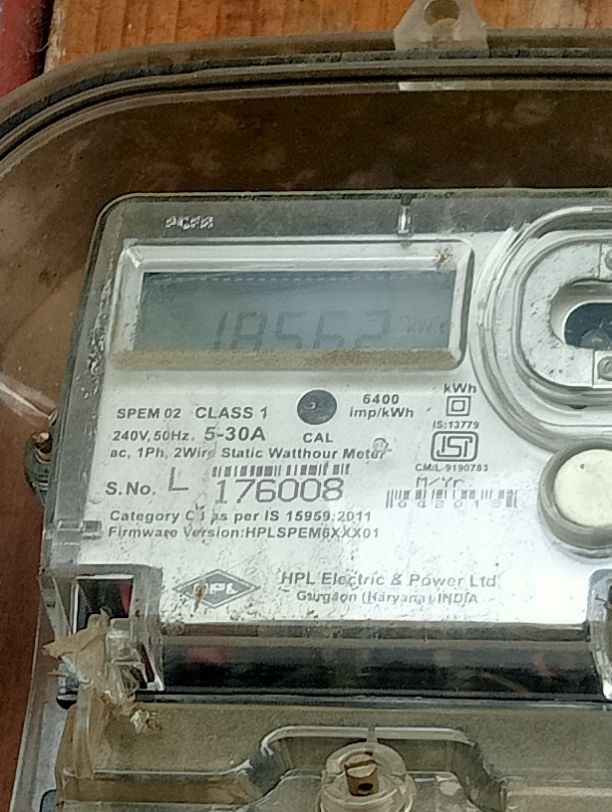 18562 kWh
kWh
SPEM 02 CLASS 1
6400
imp/kWh
240V, 50Hz. 5-30A
CAL
IS:13779
ac, 1Ph, 2Wire Static Watthour Meter
ISI
CM/L-9190783
S.No. L 176008
M/Yr
042019
Category C1 as per IS 15959:2011
Firmware Version:HPLSPEM6XXX01
HPL
HPL Electric & Power Ltd.
Gurgaon (Haryana) INDIA